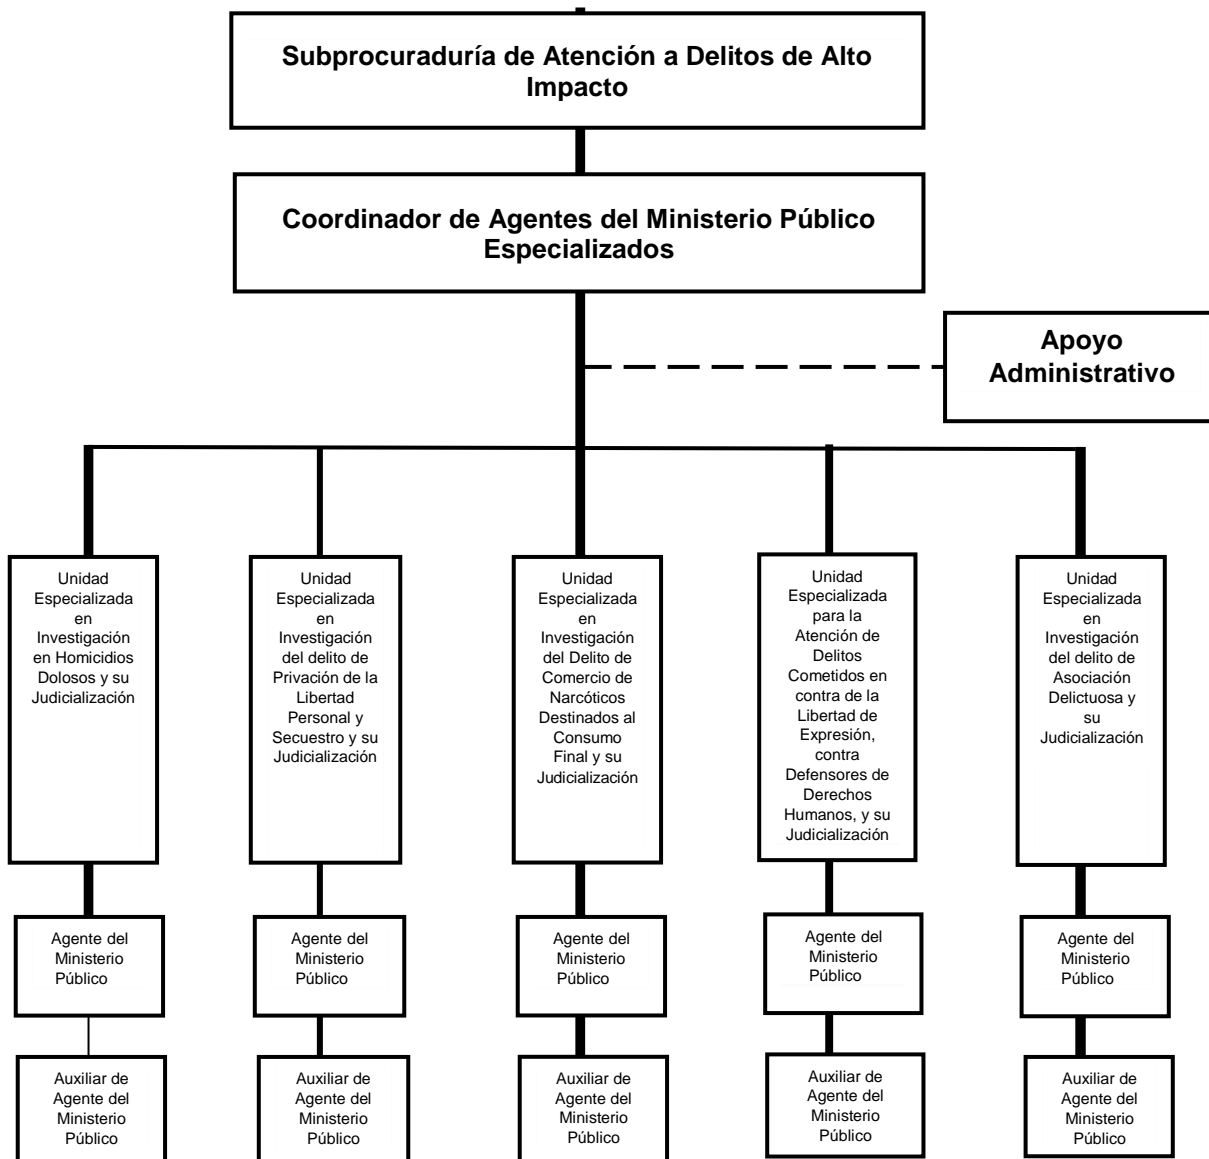 Subprocuraduría de Atención a Delitos de Alto
Impacto
Coordinador de Agentes del Ministerio Público
Especializados
Apoyo
Administrativo
Unidad
Especializada
en
Investigación
en Homicidios
Dolosos y su
Judicialización
Unidad
Especializada
en
Investigación
del delito de
Privación de la
Libertad
Personal y
Secuestro y su
Judicialización
Unidad
Especializada
en
Investigación
del Delito de
Comercio de
Narcóticos
Destinados al
Consumo
Final y su
Judicialización
Unidad
Especializada
para la
Atención de
Delitos
Cometidos en
contra de la
Libertad de
Expresión,
contra
Defensores de
Derechos
Humanos, y su
Judicialización
Unidad
Especializada
en
Investigación
del delito de
Asociación
Delictuosa y
su
Judicialización
Agente del
Ministerio
Público
Agente del
Ministerio
Público
Agente del
Ministerio
Público
Agente del
Ministerio
Público
Agente del
Ministerio
Público
Auxiliar de
Agente del
Ministerio
Público
Auxiliar de
Agente del
Ministerio
Público
Auxiliar de
Agente del
Ministerio
Público
Auxiliar de
Agente del
Ministerio
Público
Auxiliar de
Agente del
Ministerio
Público